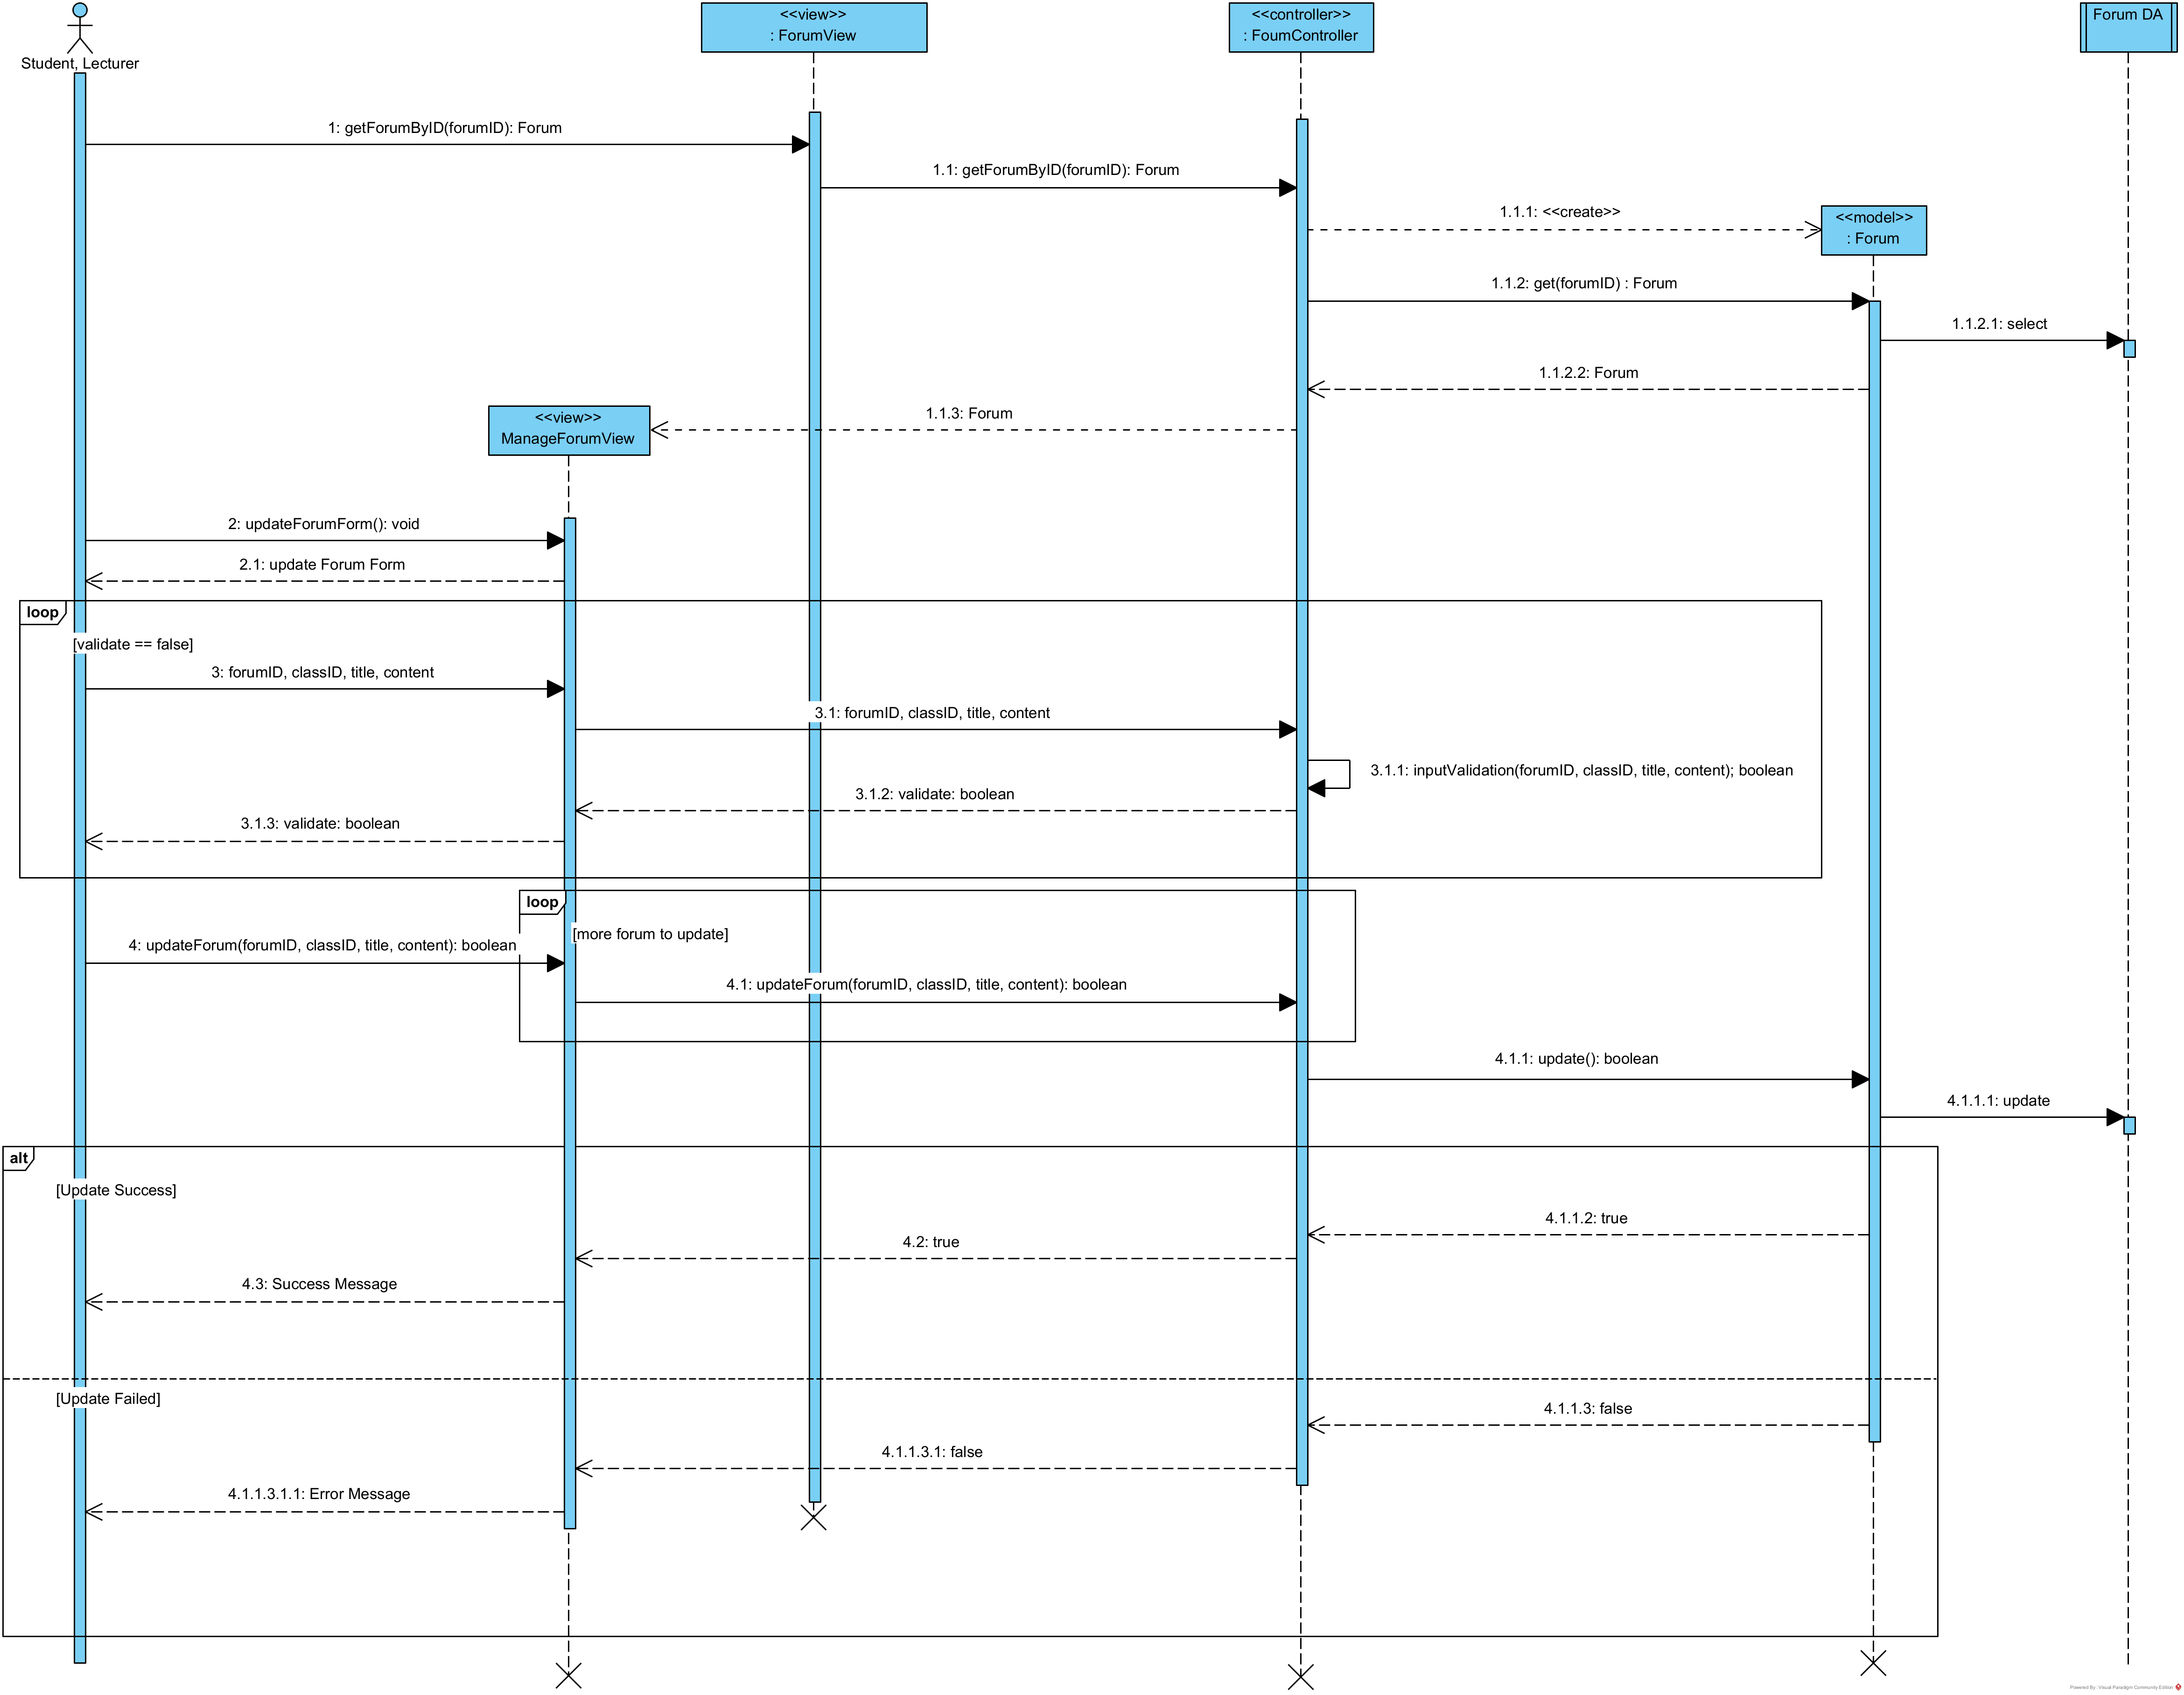 <<view>>
: ForumView
<<controller>>
: FoumController
Forum DA
Student, Lecturer
1: getForumByID(forumID): Forum
1.1: getForumByID(forumID): Forum
1.1.1: <<create>>
<<model>>
: Forum
1.1.2: get(forumID) : Forum
1.1.2.1: select
1.1.2.2: Forum
1.1.3: Forum
<<view>>
ManageForumView
2: updateForumForm(): void
2.1: update Forum Form
loop
[validate == false]
3: forumID, classID, title, content
3.1: forumID, classID, title, content
3.1.1: inputValidation(forumID, classID, title, content); boolean
3.1.2: validate: boolean
3.1.3: validate: boolean
loop
[more forum to update]
4: updateForum(forumID, classID, title, content): boolean
4.1: updateForum(forumID, classID, title, content): boolean
4.1.1: update(): boolean
4.1.1.1: update
alt
[Update Success]
4.1.1.2: true
4.2: true
4.3: Success Message
[Update Failed]
4.1.1.3: false
4.1.1.3.1: false
4.1.1.3.1.1: Error Message
Powered By: Visual Paradigm Community Edition